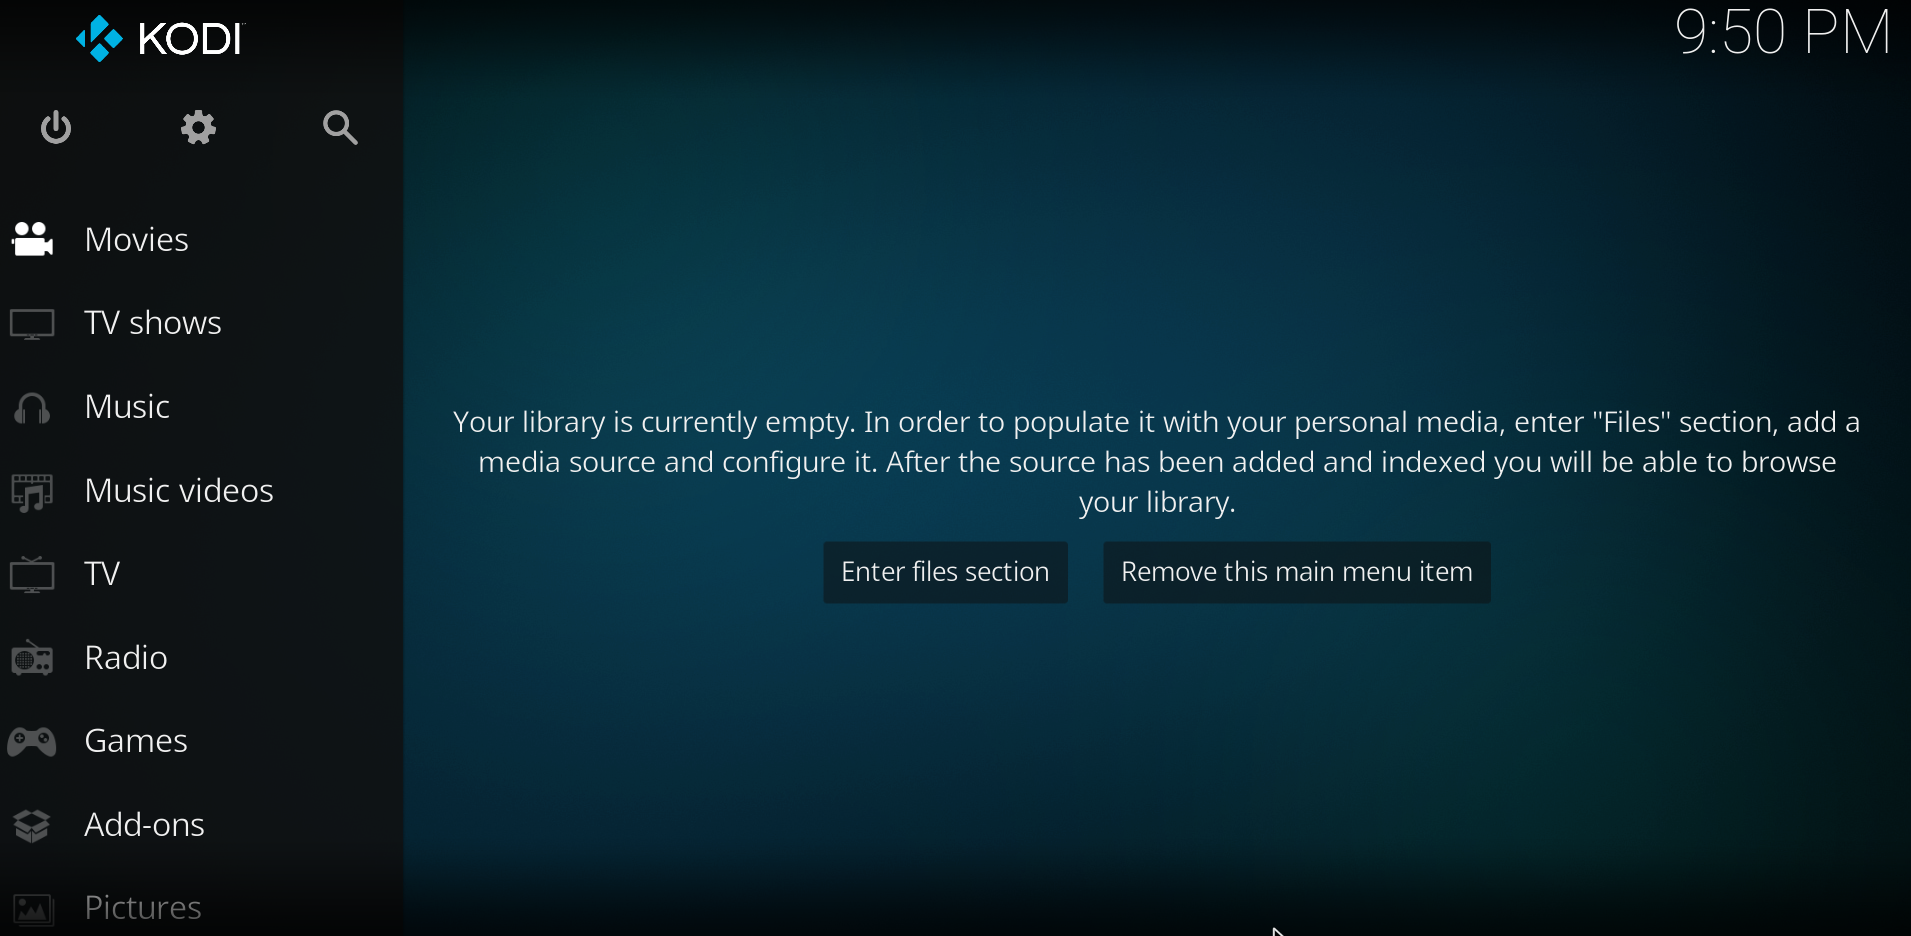 KODI
9:50 PM
Movies
TV shows
Music
Music videos
TV
Radio
Games
Add-ons
Pictures
Your library is currently empty. In order to populate it with your personal media, enter "Files" section, add a
media source and configure it. After the source has been added and indexed you will be able to browse
your library.
Enter files section
Remove this main menu item